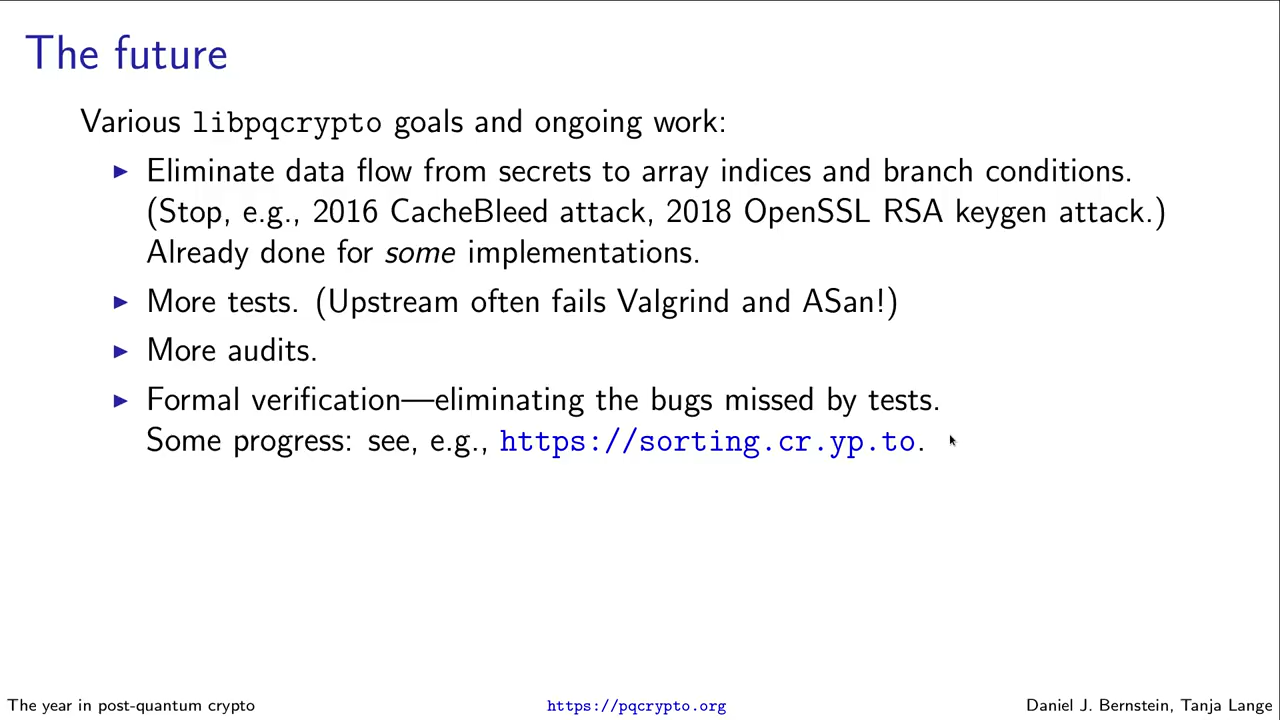 The future
Various libpqcrypto goals and ongoing work:
▶ Eliminate data flow from secrets to array indices and branch conditions.
(Stop, e.g., 2016 CacheBleed attack, 2018 OpenSSL RSA keygen attack.)
Already done for some implementations.
▶ More tests. (Upstream often fails Valgrind and ASan!)
▶ More audits.
▶ Formal verification—eliminating the bugs missed by tests.
Some progress: see, e.g., https://sorting.cr.yp.to.
The year in post-quantum crypto
https://pqcrypto.org
Daniel J. Bernstein, Tanja Lange